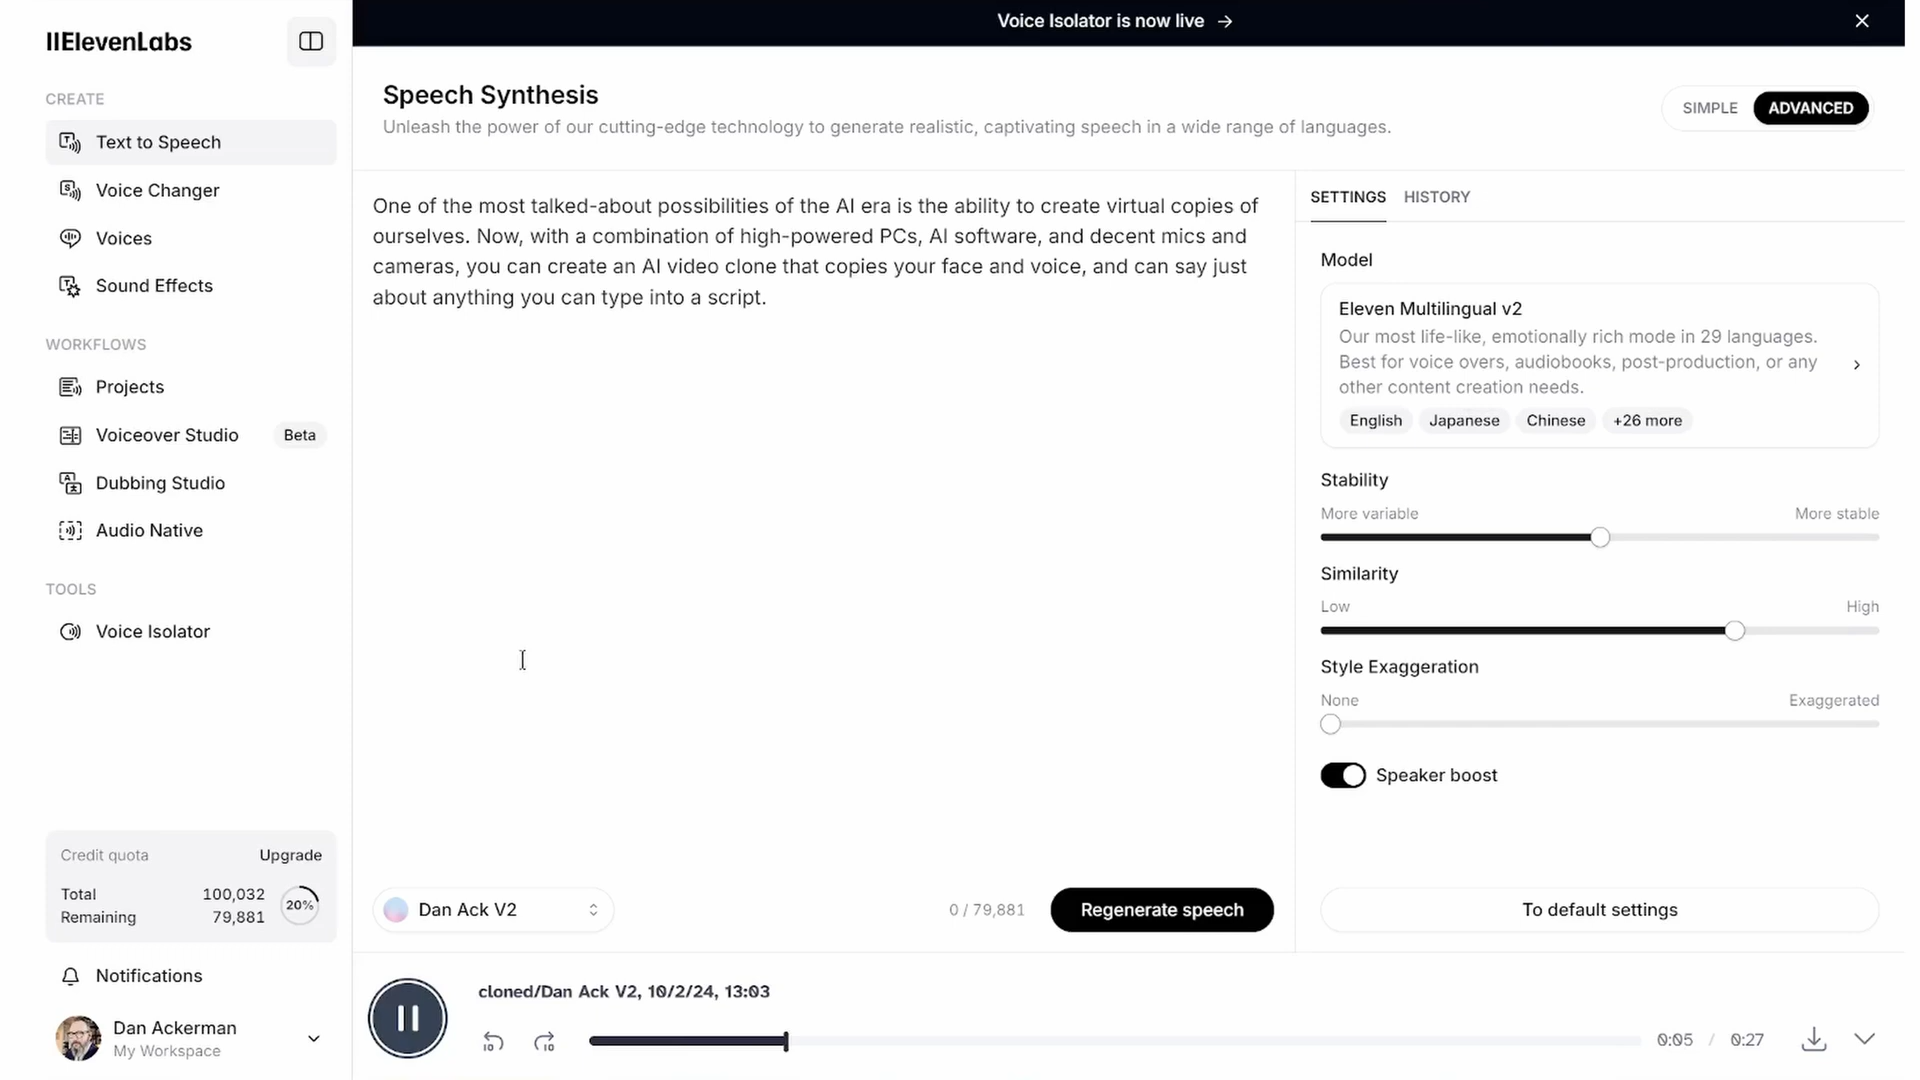 Voice Isolator is now live →
IIElevenLabs
CREATE
Text to Speech
Voice Changer
Voices
Sound Effects
WORKFLOWS
Projects
Voiceover Studio Beta
Dubbing Studio
Audio Native
TOOLS
Voice Isolator
Credit quota Upgrade
Total 100,032
Remaining 79,881
20%
Notifications
Dan Ackerman
My Workspace
Speech Synthesis
Unleash the power of our cutting-edge technology to generate realistic, captivating speech in a wide range of languages.
SIMPLE ADVANCED
One of the most talked-about possibilities of the AI era is the ability to create virtual copies of
ourselves. Now, with a combination of high-powered PCs, AI software, and decent mics and
cameras, you can create an AI video clone that copies your face and voice, and can say just
about anything you can type into a script.
Dan Ack V2
0 / 79,881
Regenerate speech
SETTINGS HISTORY
Model
Eleven Multilingual v2
Our most life-like, emotionally rich mode in 29 languages.
Best for voice overs, audiobooks, post-production, or any
other content creation needs.
English Japanese Chinese +26 more
Stability
More variable More stable
Similarity
Low High
Style Exaggeration
None Exaggerated
Speaker boost
To default settings
cloned/Dan Ack V2, 10/2/24, 13:03
10 10
0:05 / 0:27